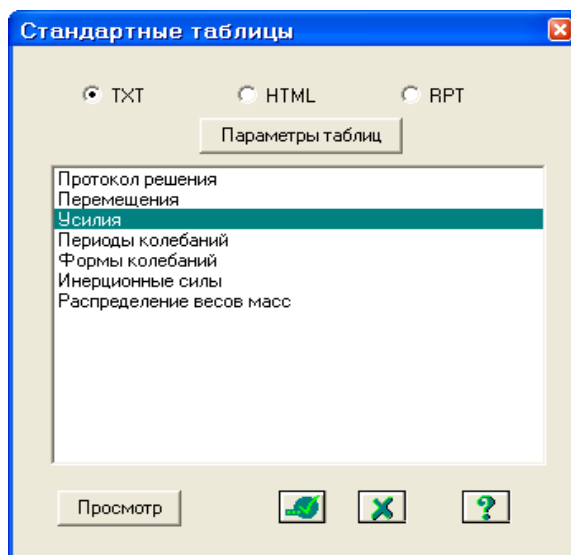 Стандартные таблицы
TXT HTML RPT
Параметры таблиц
Протокол решения
Перемещения
Усилия
Периоды колебаний
Формы колебаний
Инерционные силы
Распределение весов масс
Просмотр ?